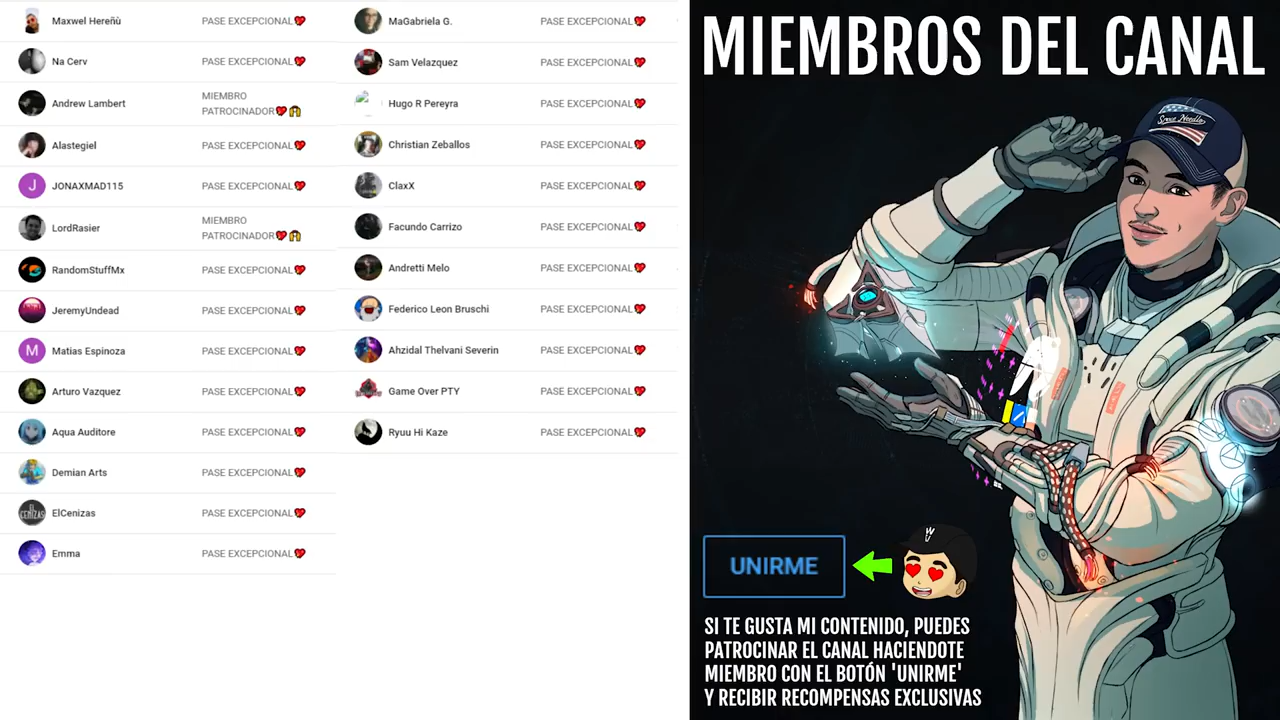 Maxwel Hereñù PASE EXCEPCIONAL
Na Cerv PASE EXCEPCIONAL
Andrew Lambert MIEMBRO
PATROCINADOR
Alastegiel PASE EXCEPCIONAL
J JONAXMAD115 PASE EXCEPCIONAL
LordRasier MIEMBRO
PATROCINADOR
RandomStuffMx PASE EXCEPCIONAL
JeremyUndead PASE EXCEPCIONAL
M Matias Espinoza PASE EXCEPCIONAL
Arturo Vazquez PASE EXCEPCIONAL
Aqua Auditore PASE EXCEPCIONAL
Demian Arts PASE EXCEPCIONAL
EL CENIZAS ElCenizas PASE EXCEPCIONAL
Emma PASE EXCEPCIONAL
MaGabriela G. PASE EXCEPCIONAL
Sam Velazquez PASE EXCEPCIONAL
Hugo R Pereyra PASE EXCEPCIONAL
Christian Zeballos PASE EXCEPCIONAL
ClaxX PASE EXCEPCIONAL
Facundo Carrizo PASE EXCEPCIONAL
Andretti Melo PASE EXCEPCIONAL
Federico Leon Bruschi PASE EXCEPCIONAL
Ahzidal Thelvani Severin PASE EXCEPCIONAL
Game Over PTY PASE EXCEPCIONAL
Ryuu Hi Kaze PASE EXCEPCIONAL
MIEMBROS DEL CANAL
Space Needle
UNIRME
SI TE GUSTA MI CONTENIDO, PUEDES
PATROCINAR EL CANAL HACIENDOTE
MIEMBRO CON EL BOTÓN 'UNIRME'
Y RECIBIR RECOMPENSAS EXCLUSIVAS